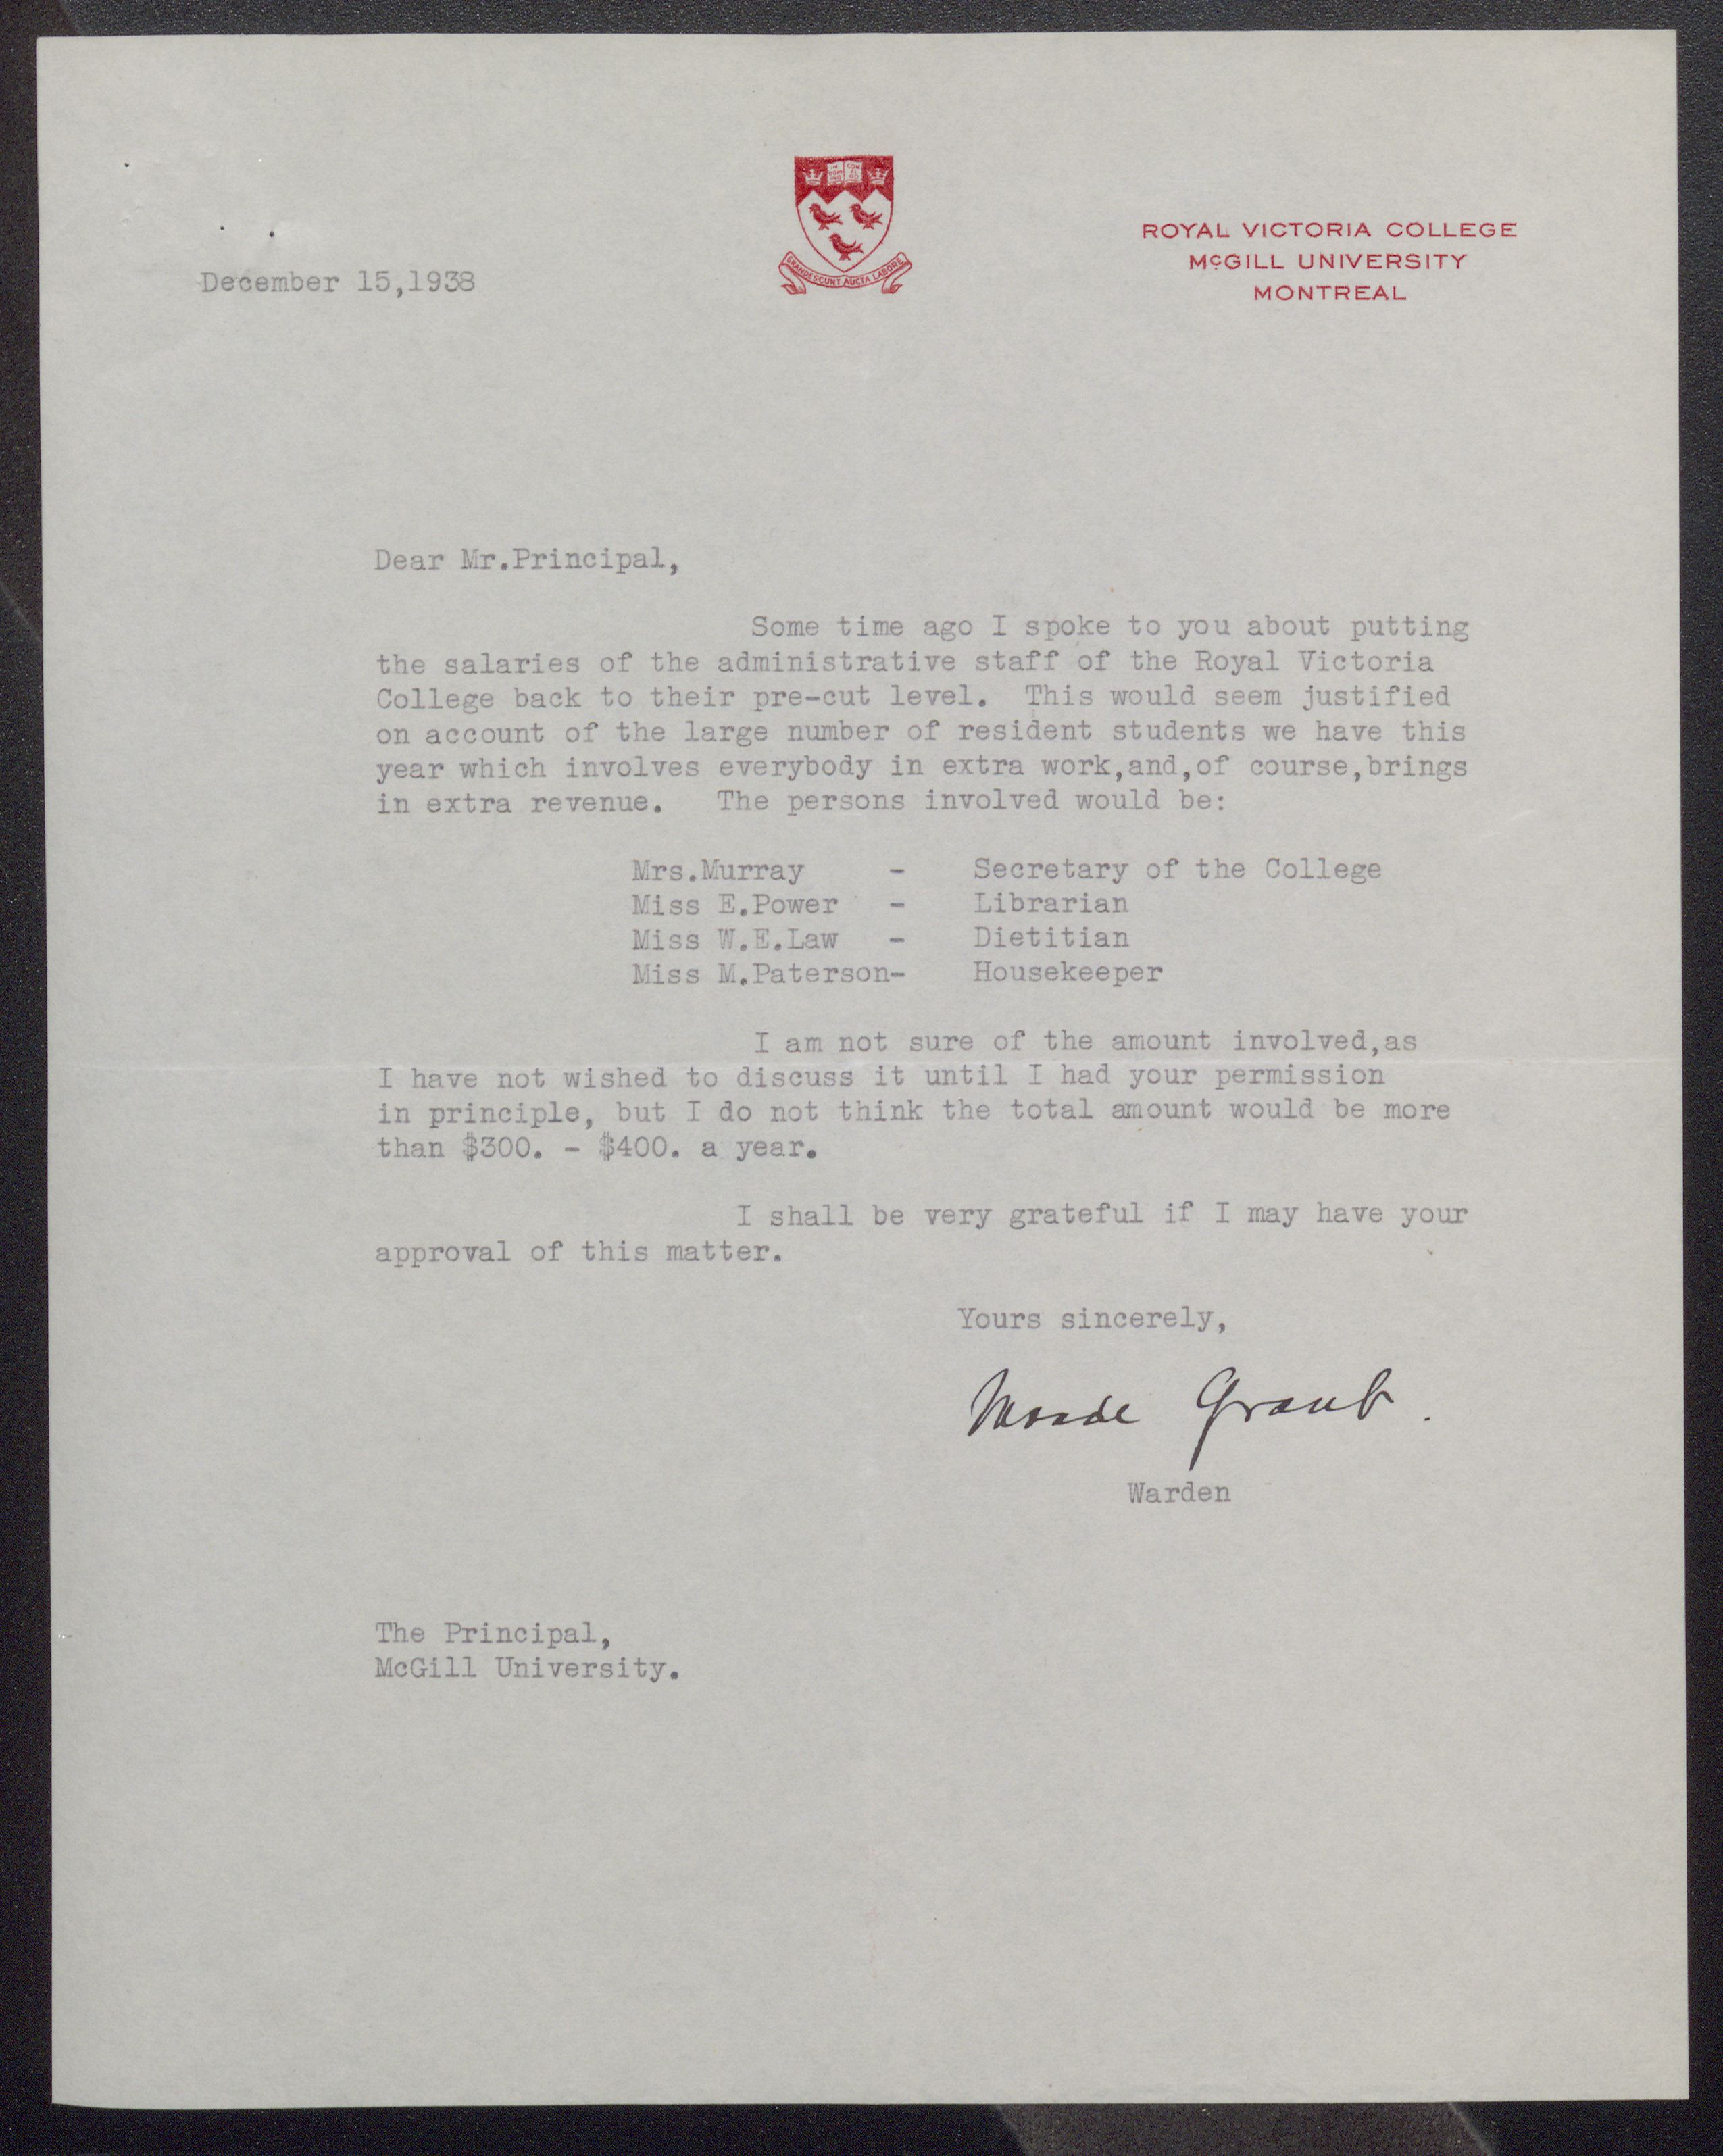 ROYAL VICTORIA COLLEGE
McGILL UNIVERSITY
MONTREAL
GRANDESCUNT AUCTA LABORE
December 15,1938
Dear Mr.Principal,
Some time ago I spoke to you about putting
the salaries of the administrative staff of the Royal Victoria
College back to their pre-cut level. This would seem justified
on account of the large number of resident students we have this
year which involves everybody in extra work,and,of course,brings
in extra revenue. The persons involved would be:
Mrs.Murray - Secretary of the College
Miss E.Power - Librarian
Miss W.E.Law - Dietitian
Miss M.Paterson- Housekeeper
I am not sure of the amount involved,as
I have not wished to discuss it until I had your permission
in principle, but I do not think the total amount would be more
than $300. - $400. a year.
I shall be very grateful if I may have your
approval of this matter.
Yours sincerely,
Grant.
Warden
The Principal,
McGill University.